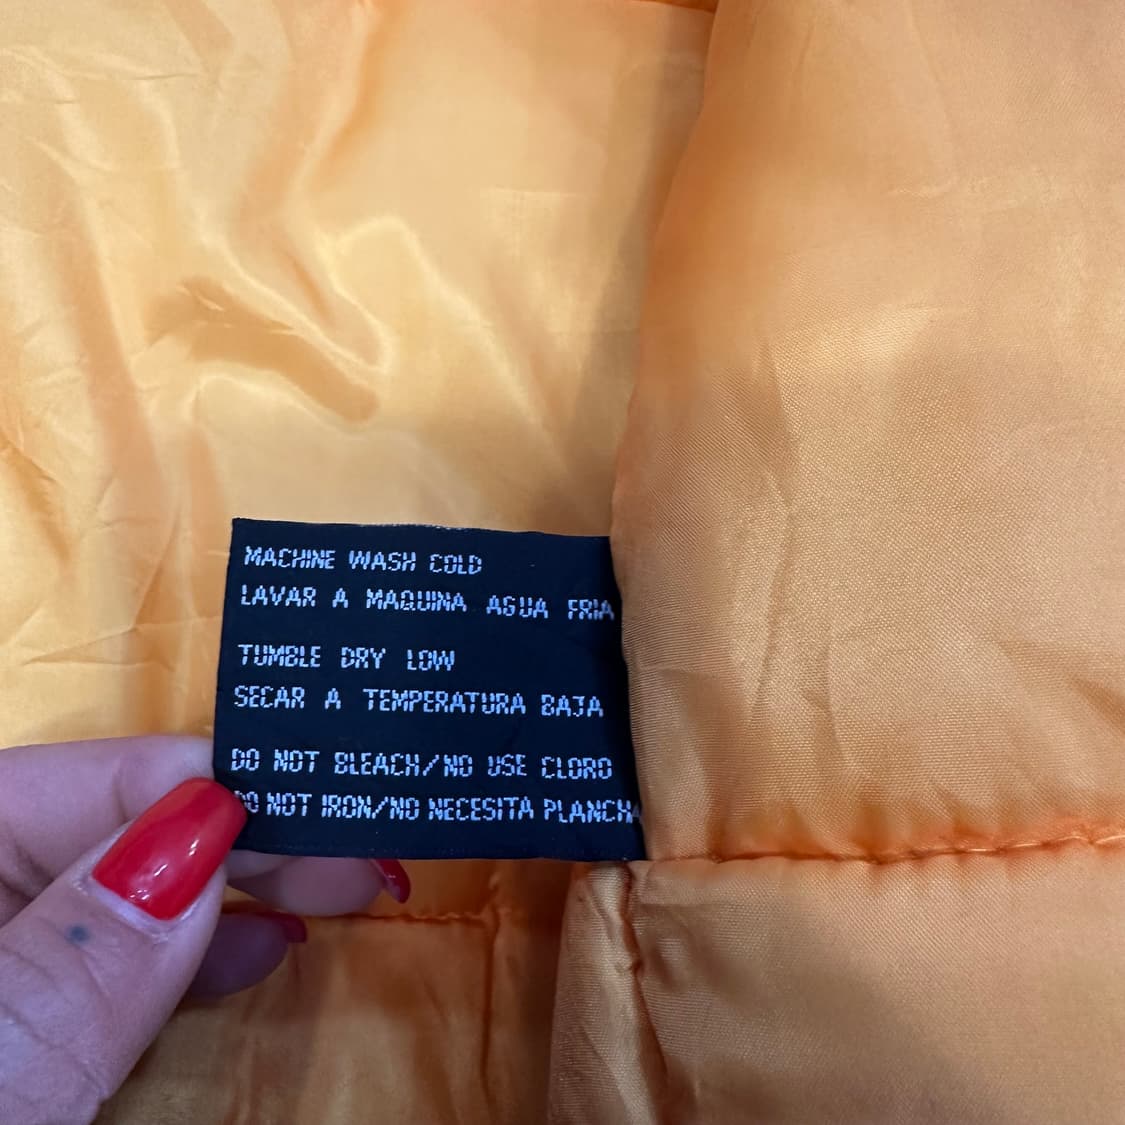 MACHINE WASH COLD
LAVAR A MAQUINA AGUA FRIA
TUMBLE DRY LOW
SECAR A TEMPERATURA BAJA
DO NOT BLEACH/NO USE CLORO
DO NOT IRON/NO NECESITA PLANCHA